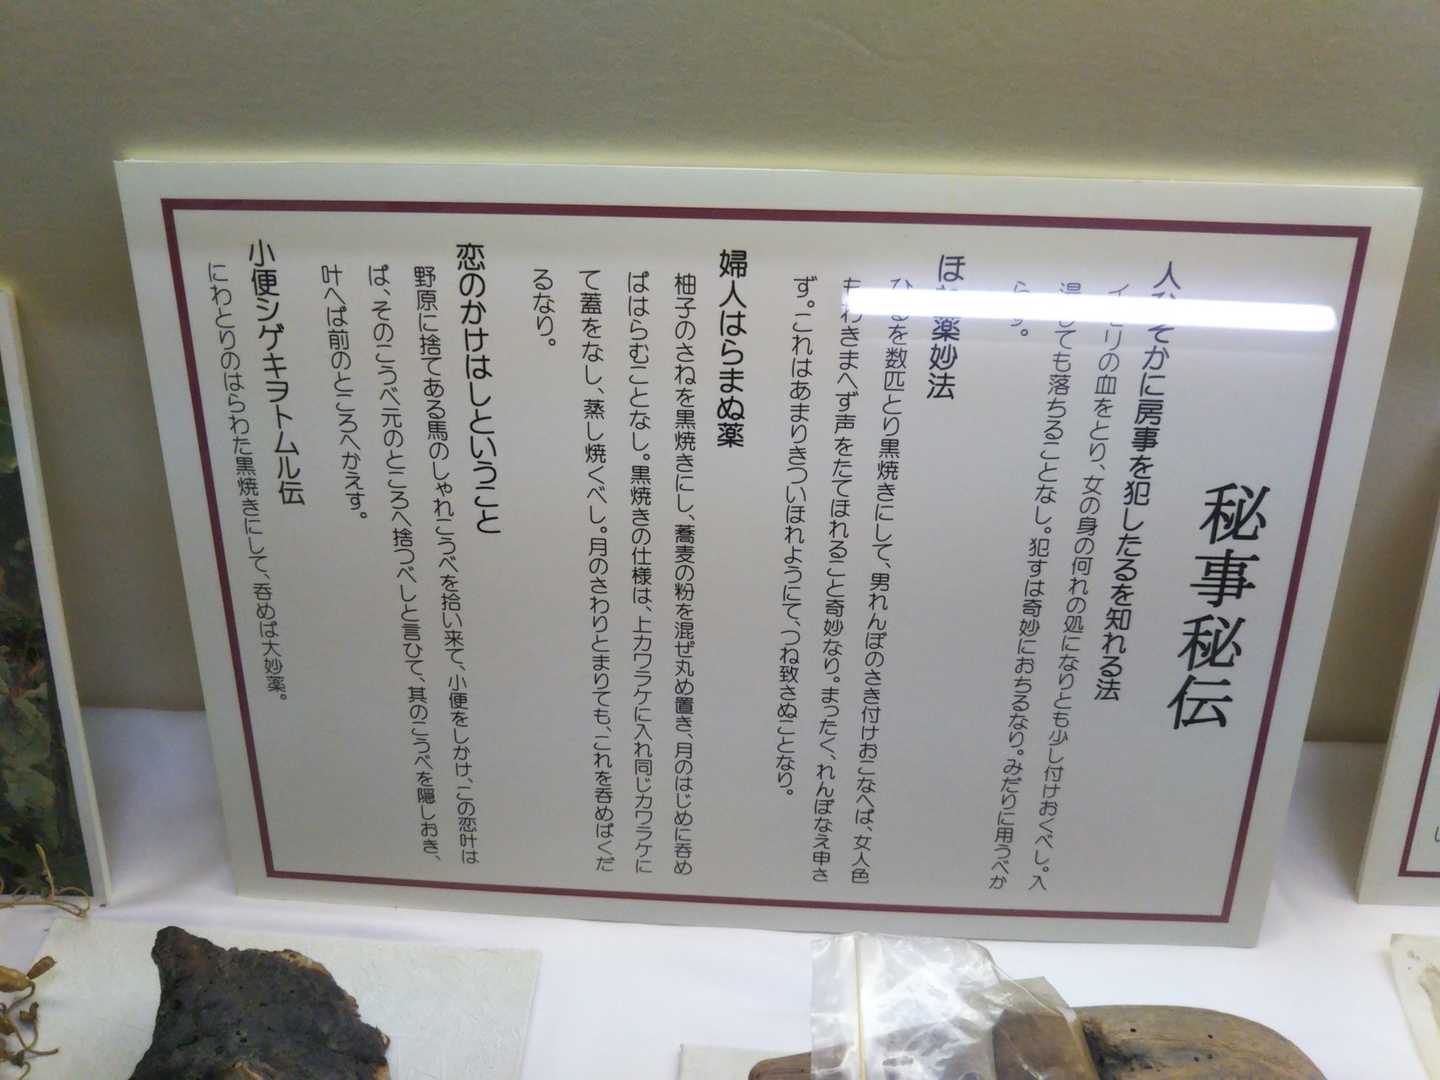 秘事秘伝
人ひそかに房事を犯したるを知れる法
イモリの血をとり、女の身の何れの処になりとも少し付けおくべし。入
湯しても落ちることなし。犯すは奇妙におちるなり。みだりに用うべか
らず。
ほれ薬妙法
ひるを数匹とり黒焼きにして、男れんぼのさき付けおこなへば、女人色
もわきまへず声をたてほれること奇妙なり。まったく、れんぼなえ申さ
ず。これはあまりきついほれようにて、つね致さぬことなり。
婦人はらまぬ薬
柚子のさねを黒焼きにし、蕎麦の粉を混ぜ丸め置き、月のはじめに呑め
ばはらむことなし。黒焼きの仕様は、上カワラケに入れ同じカワラケに
て蓋をなし、蒸し焼くべし。月のさわりとまりても、これを呑めばくだ
るなり。
恋のかけはしということ
野原に捨てある馬のしゃれこうべを拾い来て、小便をしかけ、この恋叶は
ば、そのこうべ元のところへ捨つべしと言ひて、其のこうべを隠しおき、
叶へば前のところへかえす。
小便シゲキヲトムル伝
にわとりのはらわた黒焼きにして、呑めば大妙薬。